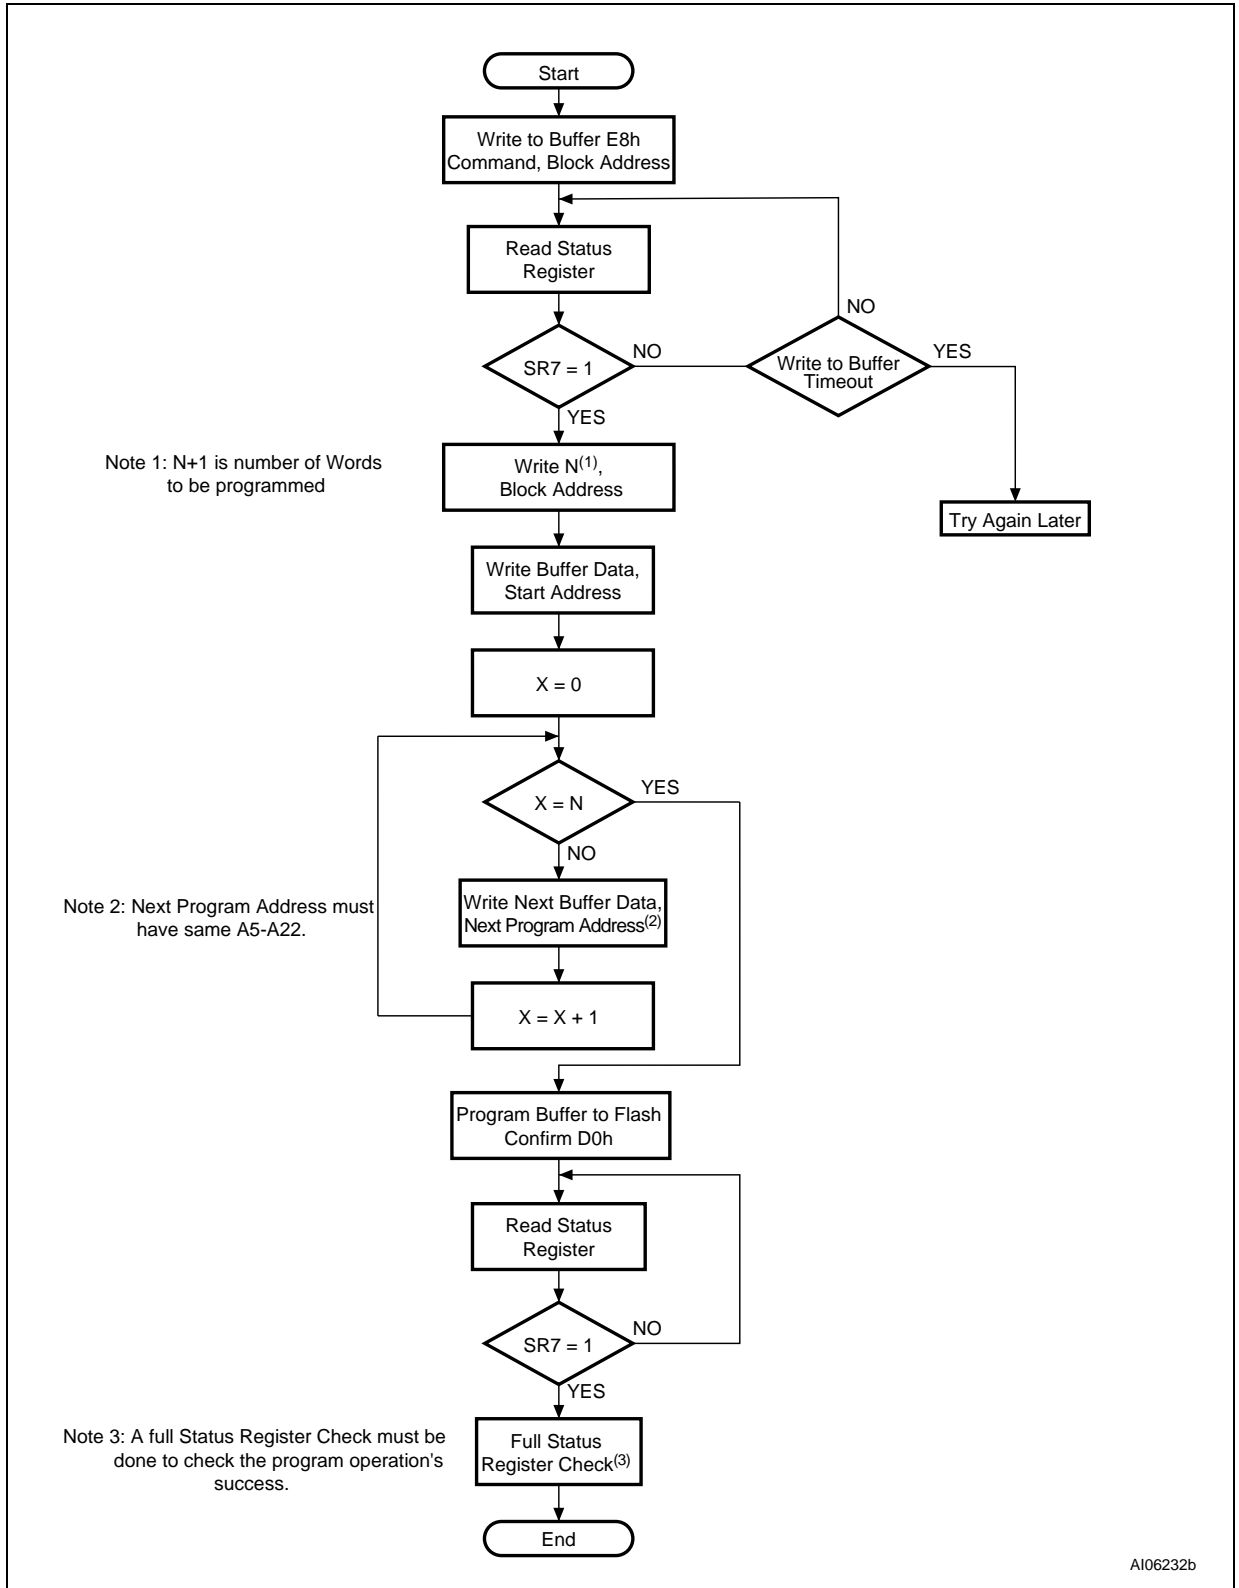 Start
Write to Buffer E8h
Command, Block Address
Read Status
Register
NO
SR7 = 1
NO
Write to Buffer
Timeout
YES
YES
Note 1: N+1 is number of Words
to be programmed
Write N(1),
Block Address
Try Again Later
Write Buffer Data,
Start Address
X = 0
X = N
YES
NO
Note 2: Next Program Address must
have same A5-A22.
Write Next Buffer Data,
Next Program Address(2)
X = X + 1
Program Buffer to Flash
Confirm D0h
Read Status
Register
SR7 = 1
NO
YES
Note 3: A full Status Register Check must be
done to check the program operation's
success.
Full Status
Register Check(3)
End
AI06232b